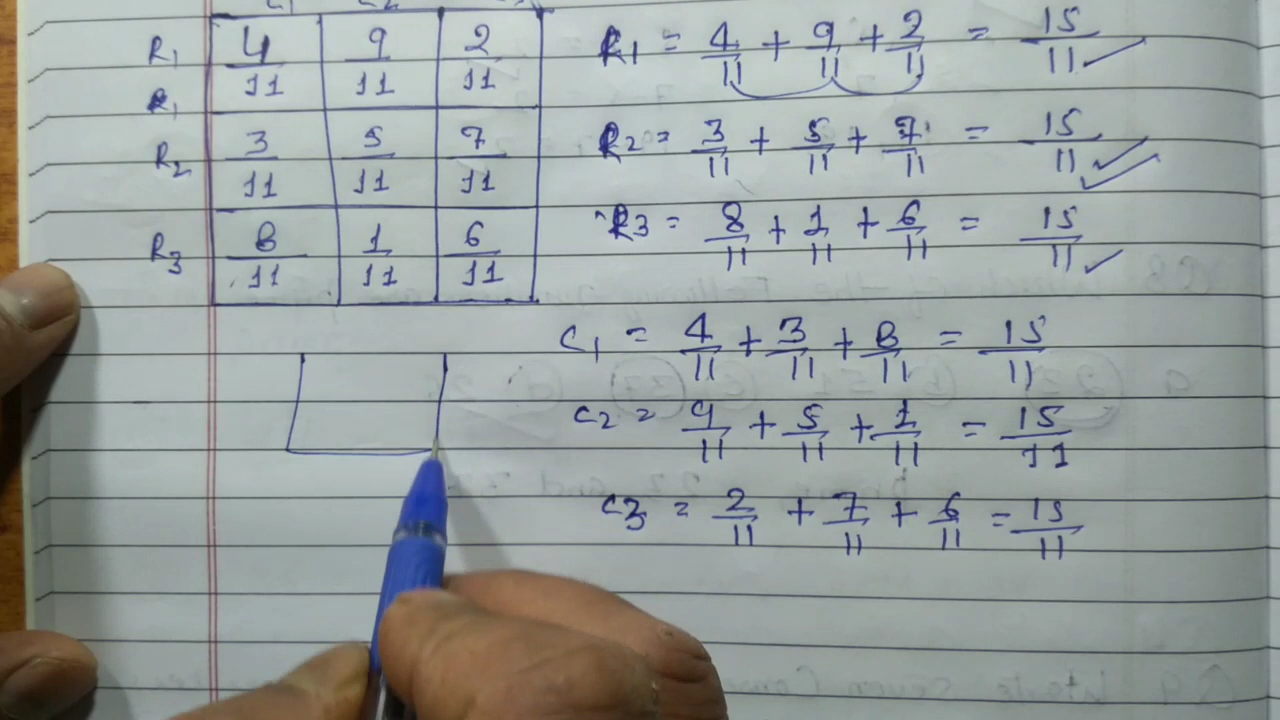 C1 C2
R1 4/11 9/11 2/11
R1
R2 3/11 5/11 7/11
R3 8/11 1/11 6/11
R1 = 4/11 + 9/11 + 2/11 = 15/11 ✓
R2 = 3/11 + 5/11 + 7/11 = 15/11 ✓✓
R3 = 8/11 + 1/11 + 6/11 = 15/11 ✓
C1 = 4/11 + 3/11 + 8/11 = 15/11
C2 = 9/11 + 5/11 + 1/11 = 15/11
C3 = 2/11 + 7/11 + 6/11 = 15/11